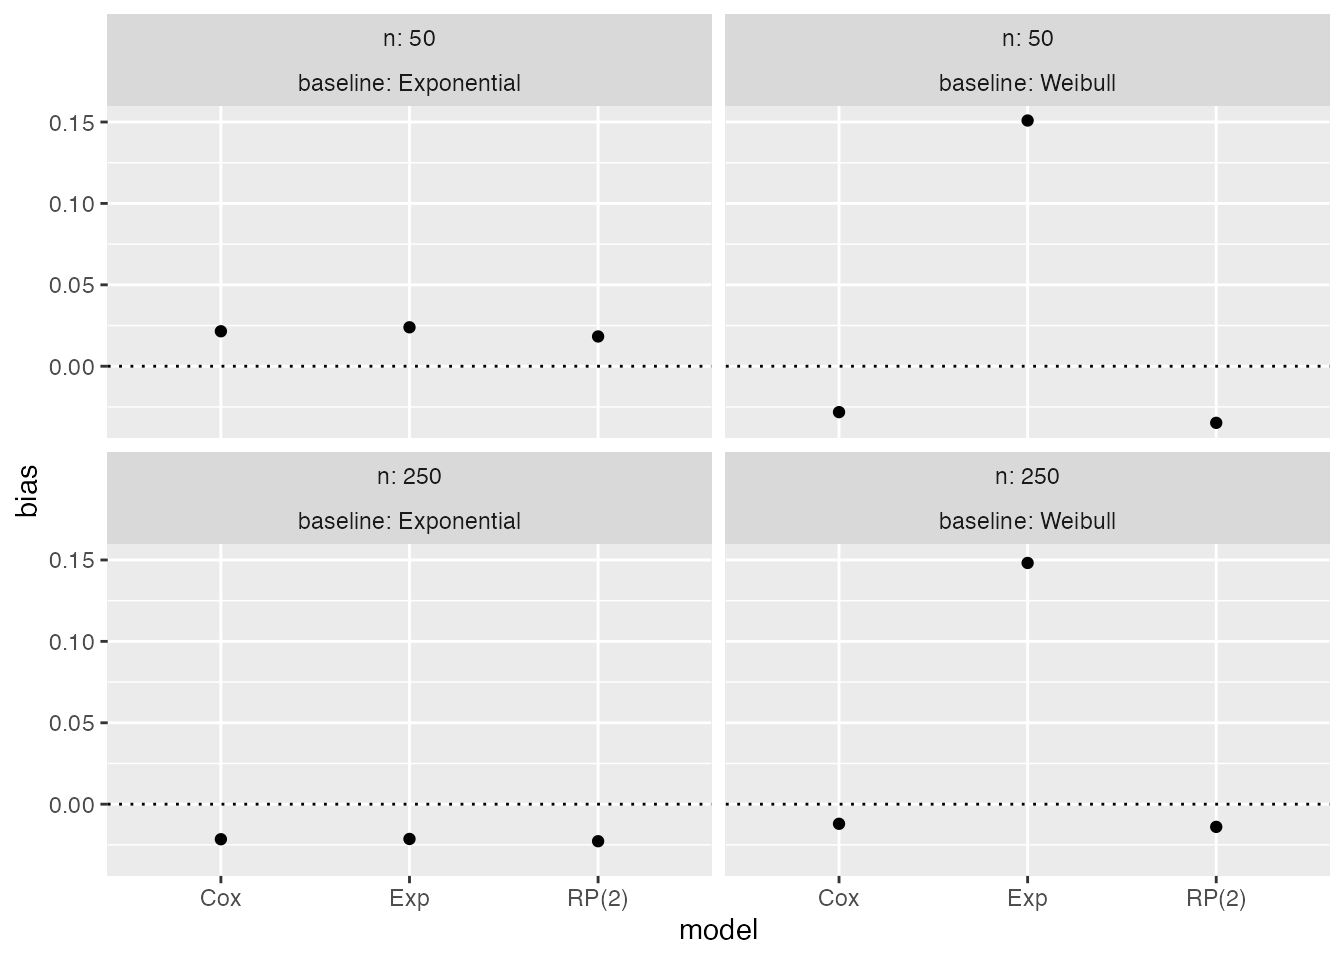 n: 50
baseline: Exponential
n: 50
baseline: Weibull
0.15
0.10
0.05
0.00
n: 250
baseline: Exponential
n: 250
baseline: Weibull
0.15
0.10
0.05
0.00
bias
Cox Exp RP(2) Cox Exp RP(2)
model